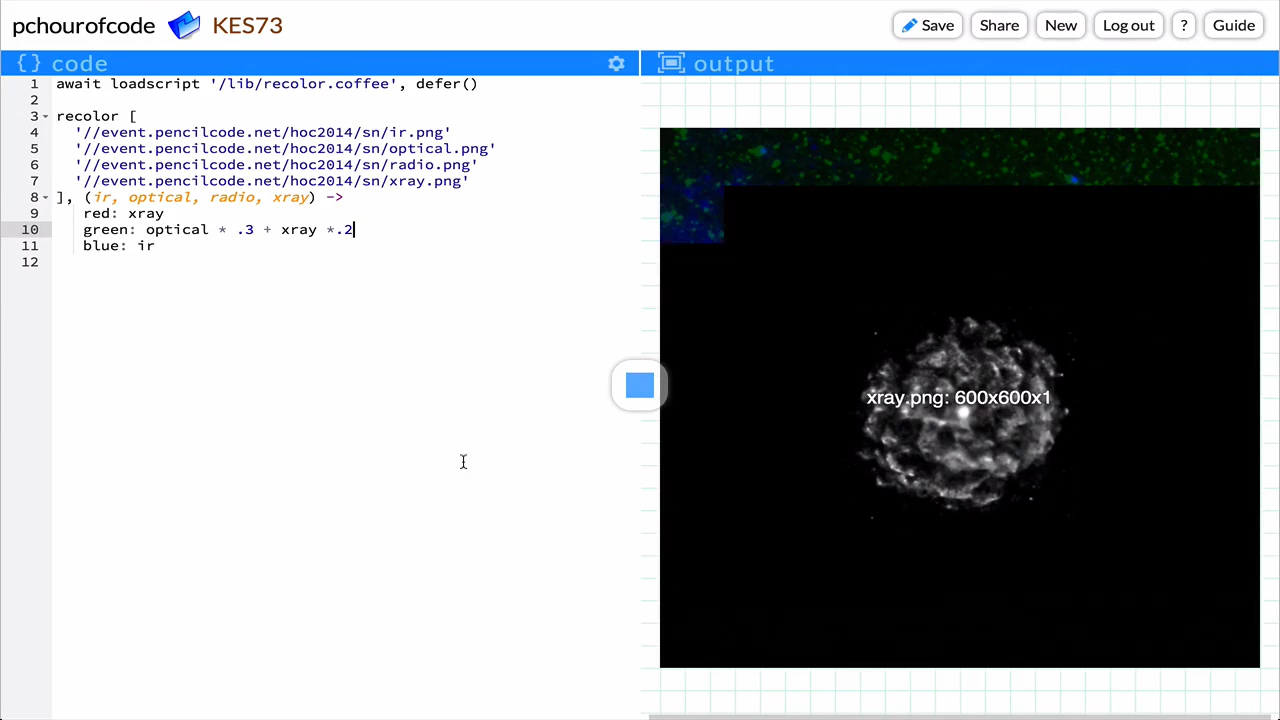 pchourofcode KES73 Save Share New Log out ? Guide
{} code
output
1 await loadscript '/lib/recolor.coffee', defer()
2
3 recolor [
4 '//event.pencilcode.net/hoc2014/sn/ir.png'
5 '//event.pencilcode.net/hoc2014/sn/optical.png'
6 '//event.pencilcode.net/hoc2014/sn/radio.png'
7 '//event.pencilcode.net/hoc2014/sn/xray.png'
8 ], (ir, optical, radio, xray) ->
9 red: xray
10 green: optical * .3 + xray *.2
11 blue: ir
12
xray.png: 600x600x1